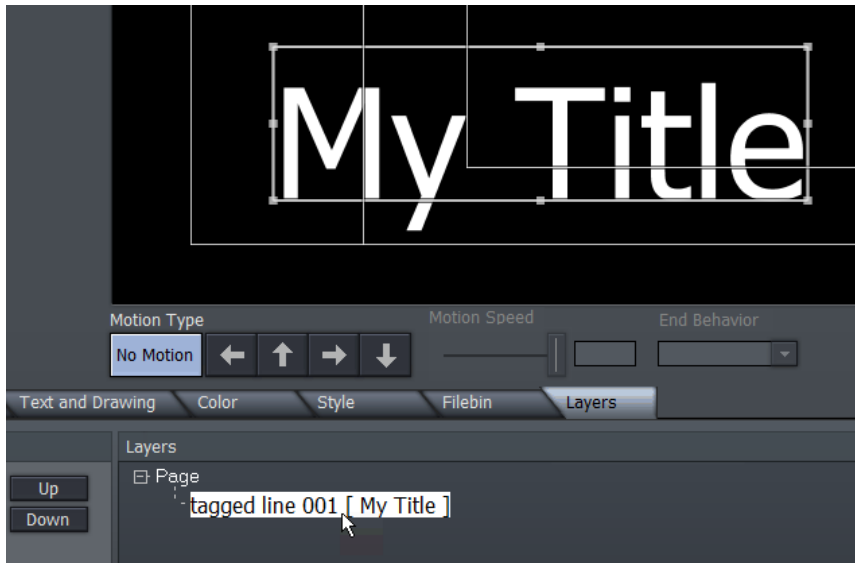 My Title
Motion Type
Motion Speed
End Behavior
No Motion
Text and Drawing
Color
Style
Filebin
Layers
Layers
Up
Down
Page
tagged line 001 [ My Title ]